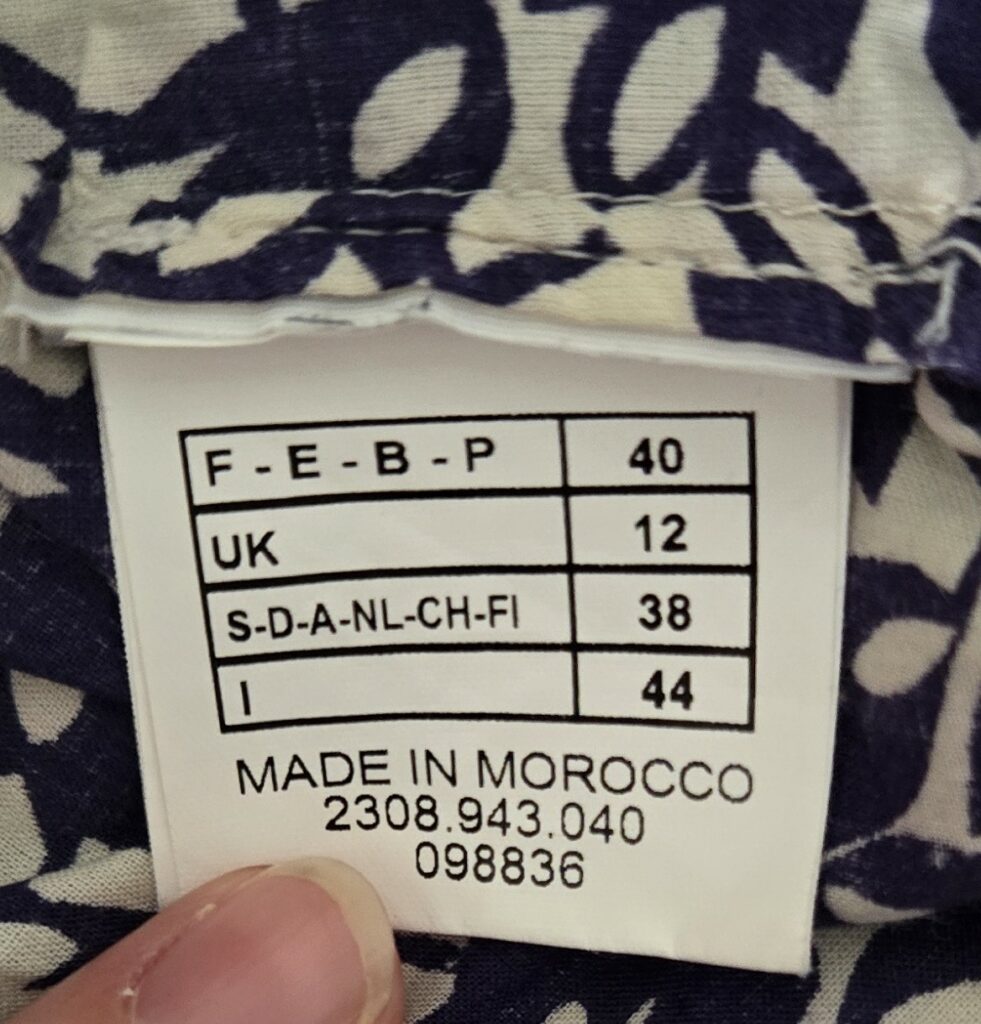 F - E - B - P 40
UK 12
S-D-A-NL-CH-FI 38
I 44
MADE IN MOROCCO
2308.943.040
098836